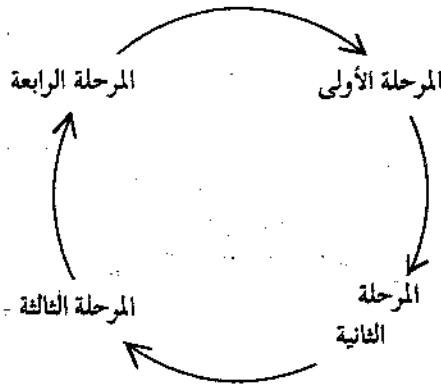 المرحلة الأولى
المرحلة الرابعة
المرحلة
الثانية
المرحلة الثالثة